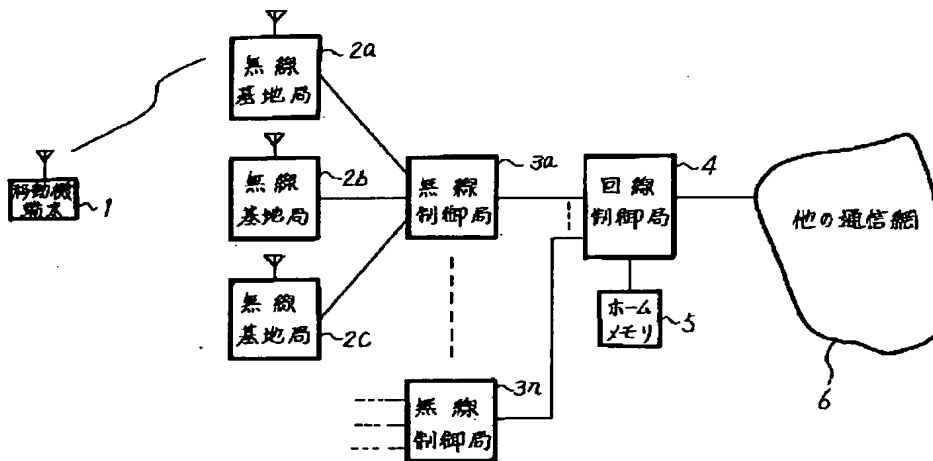 無線
基地局
2a
移動機
端末
1
無線
基地局
2b
無線
基地局
2c
無線
制御局
3a
回線
制御局
4
ホーム
メモリ
5
他の通信網
6
無線
制御局
3n